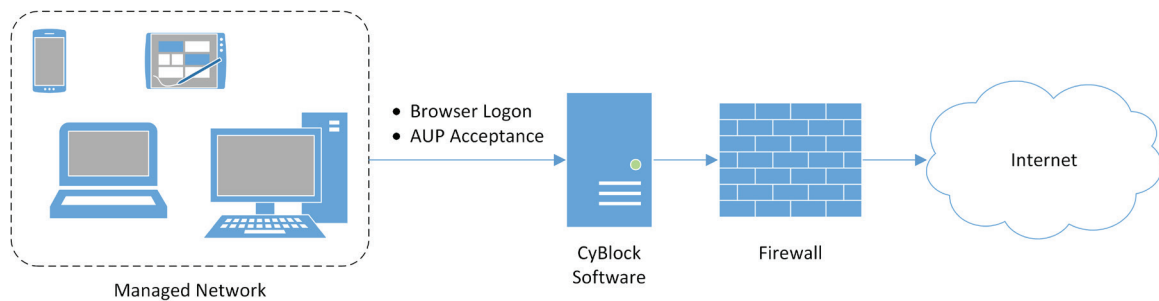 • Browser Logon
• AUP Acceptance
Internet
CyBlock
Software
Firewall
Managed Network